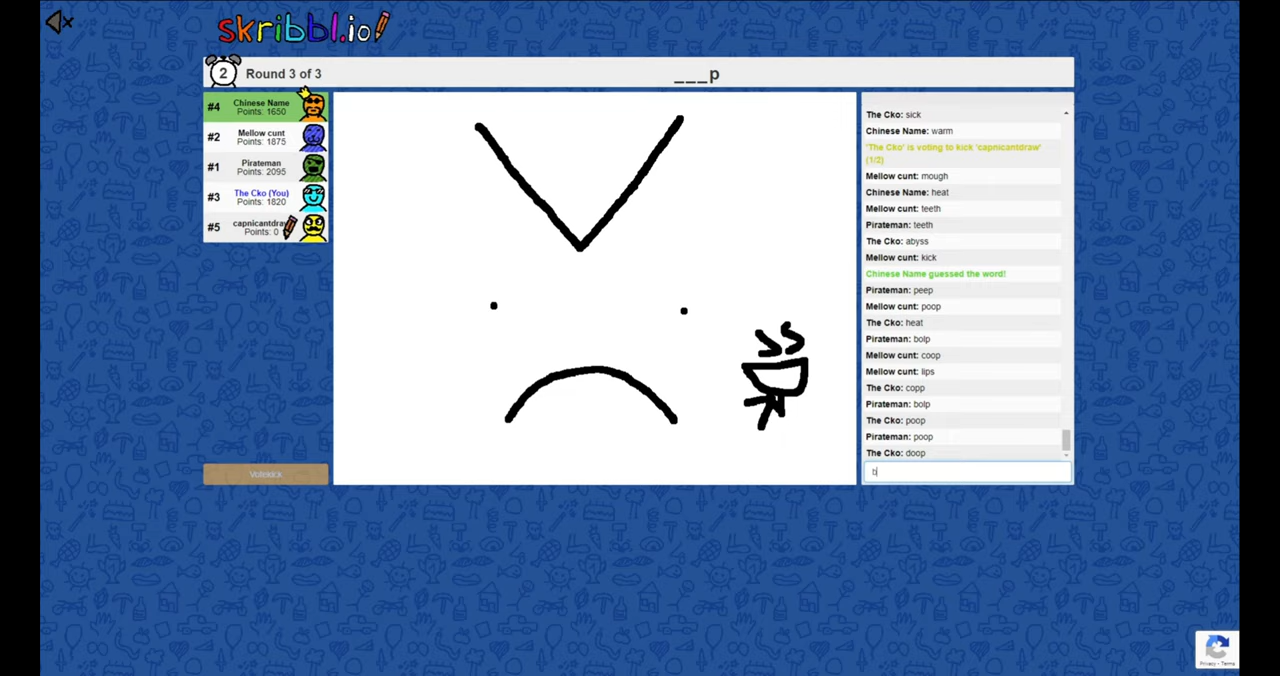 skribbl.io
2
Round 3 of 3
___p
#4
Chinese Name
Points: 1650
#2
Mellow cunt
Points: 1875
#1
Pirateman
Points: 2095
#3
The Cko (You)
Points: 1820
#5
capnicantdraw
Points: 0
Votekick
The Cko: sick
Chinese Name: warm
'The Cko' is voting to kick 'capnicantdraw'
(1/2)
Mellow cunt: mough
Chinese Name: heat
Mellow cunt: teeth
Pirateman: teeth
The Cko: abyss
Mellow cunt: kick
Chinese Name guessed the word!
Pirateman: peep
Mellow cunt: poop
The Cko: heat
Pirateman: bolp
Mellow cunt: coop
Mellow cunt: lips
The Cko: copp
Pirateman: bolp
The Cko: poop
Pirateman: poop
The Cko: doop
b
Privacy - Terms